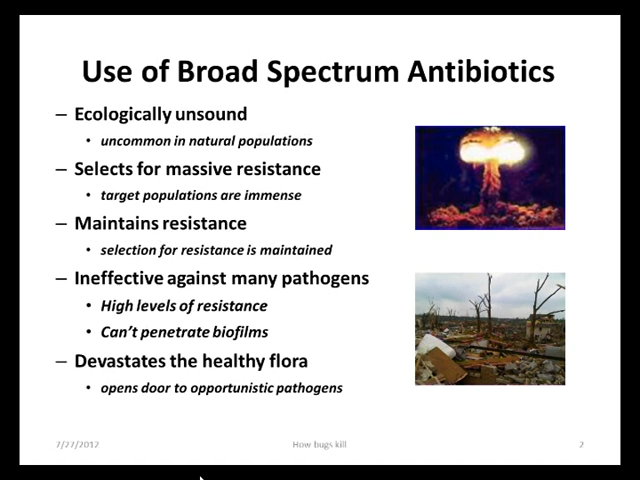 Use of Broad Spectrum Antibiotics
– Ecologically unsound
• uncommon in natural populations
– Selects for massive resistance
• target populations are immense
– Maintains resistance
• selection for resistance is maintained
– Ineffective against many pathogens
• High levels of resistance
• Can't penetrate biofilms
– Devastates the healthy flora
• opens door to opportunistic pathogens
7/27/2012
How bugs kill
2